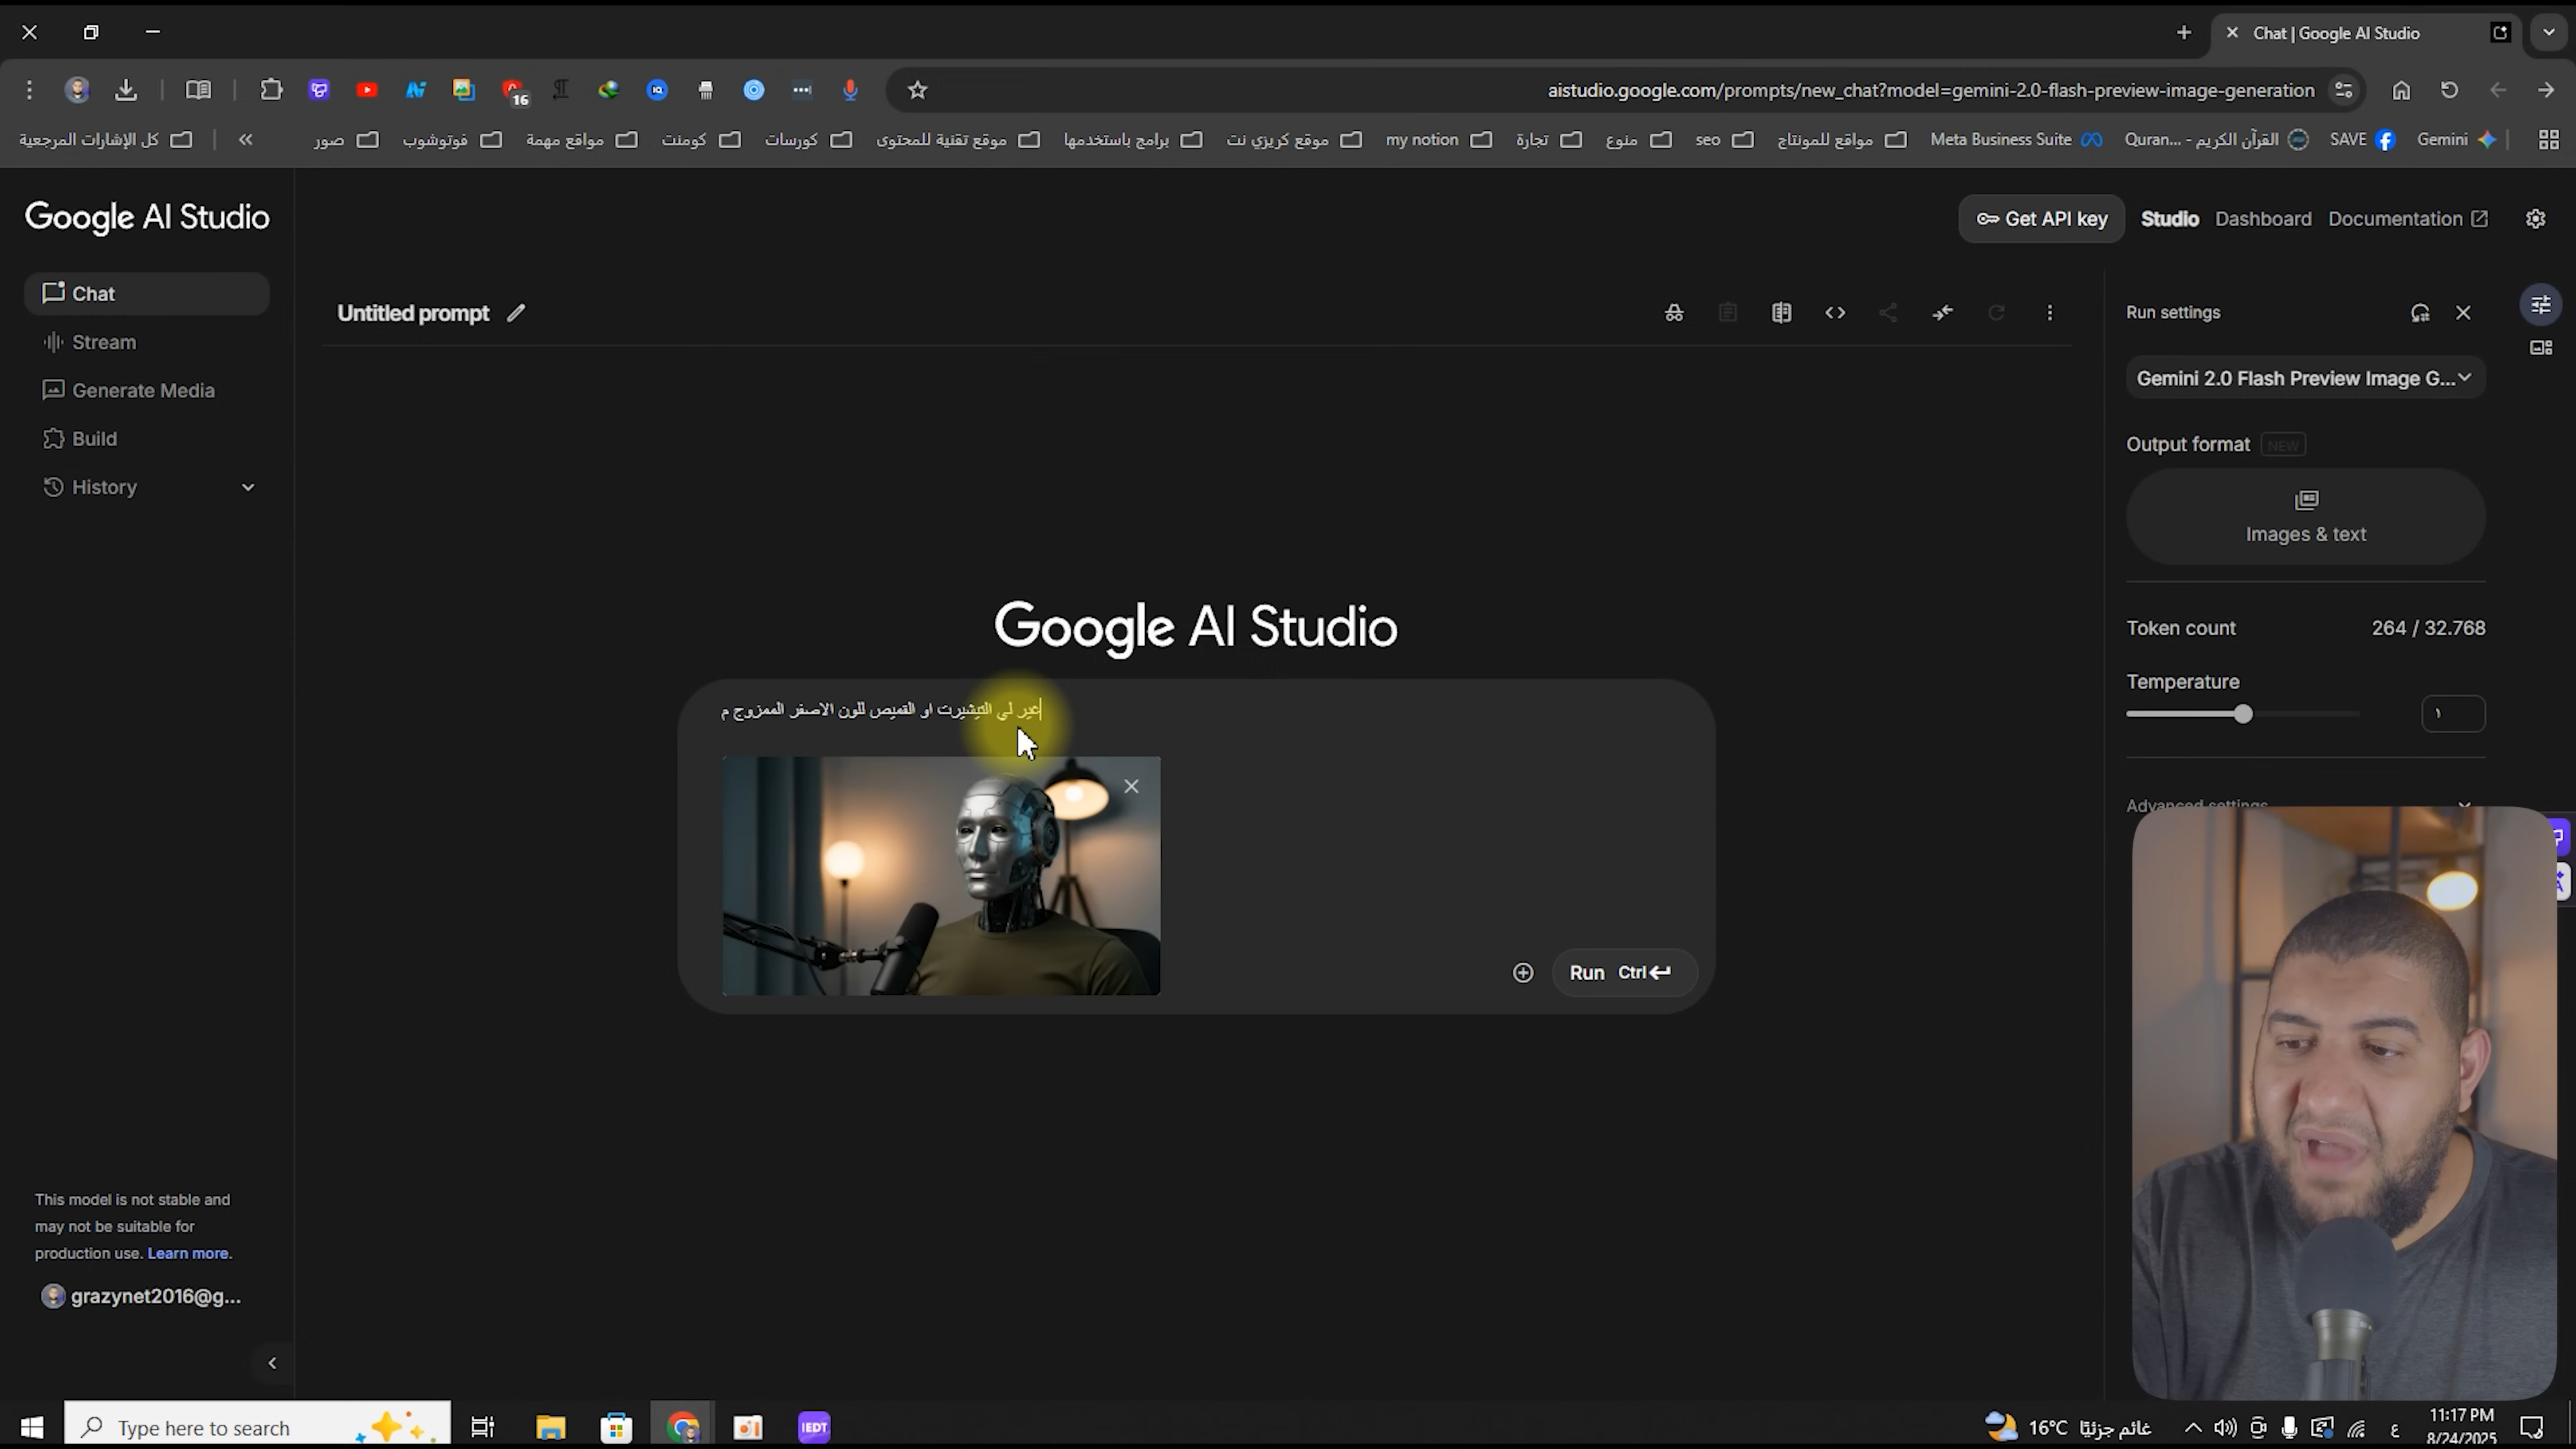 Chat | Google AI Studio
aistudio.google.com/prompts/new_chat?model=gemini-2.0-flash-preview-image-generation
16
Gemini
SAVE
القرآن الكريم - ...Quran
Meta Business Suite
مواقع للمونتاج
seo
منوع
تجارة
my notion
موقع كريزي نت
برامج باستخدمها
موقع تقنية للمحتوى
كورسات
كومنت
مواقع مهمة
فوتوشوب
صور
كل الإشارات المرجعية
Google AI Studio
Get API key
Studio
Dashboard
Documentation
Chat
Stream
Generate Media
Build
History
Untitled prompt
Run settings
Gemini 2.0 Flash Preview Image G...
Output format NEW
Images & text
Token count 264 / 32.768
Temperature
١
Advanced settings
Google AI Studio
غير لي التيشيرت او القميص للون الاصفر الممزوج م
Run Ctrl
This model is not stable and
may not be suitable for
production use. Learn more.
grazynet2016@g...
Type here to search
IEDT
16°C غائم جزئيًا
ع
11:17 PM
8/24/2025